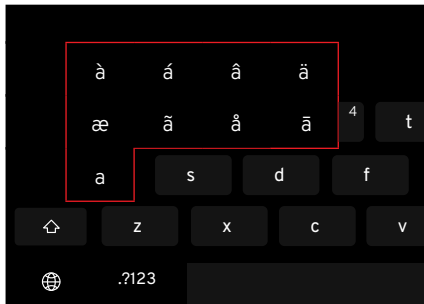 à á â ä
æ ã å ā 4 t
a s d f
z x c v
.?123